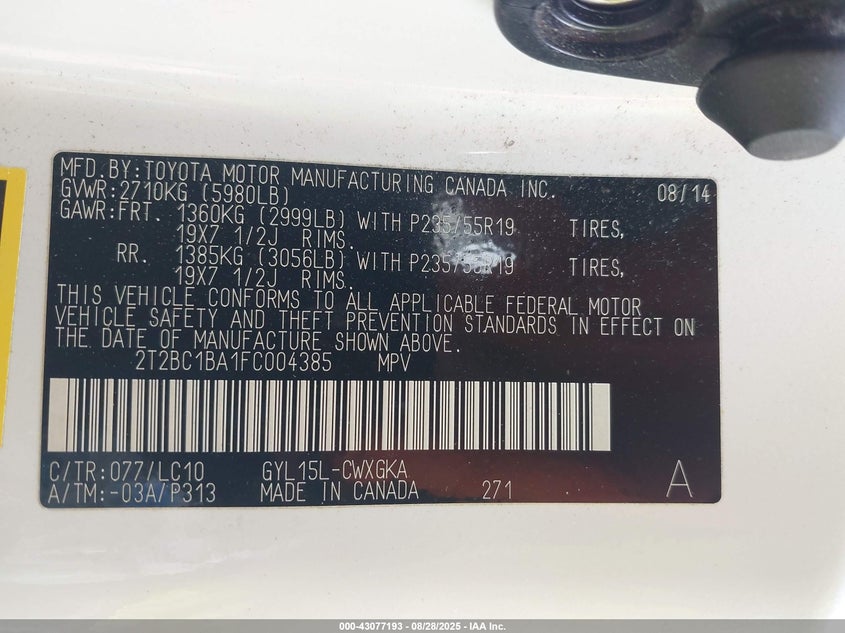 MFD.BY:TOYOTA MOTOR MANUFACTURING CANADA INC. 08/14
GVWR:2710KG (5980LB)
GAWR:FRT. 1360KG (2999LB) WITH P235/55R19 TIRES,
19X7 1/2J RIMS.
RR. 1385KG (3056LB) WITH P235/55R19 TIRES,
19X7 1/2J RIMS.
THIS VEHICLE CONFORMS TO ALL APPLICABLE FEDERAL MOTOR
VEHICLE SAFETY AND THEFT PREVENTION STANDARDS IN EFFECT ON
THE DATE OF MANUFACTURE SHOWN ABOVE.
2T2BC1BA1FC004385 MPV
C/TR:077/LC10 GYL15L-CWXGKA
A/TM:-03A/P313 MADE IN CANADA 271 A
000-43077193 - 08/28/2025 - IAA Inc.